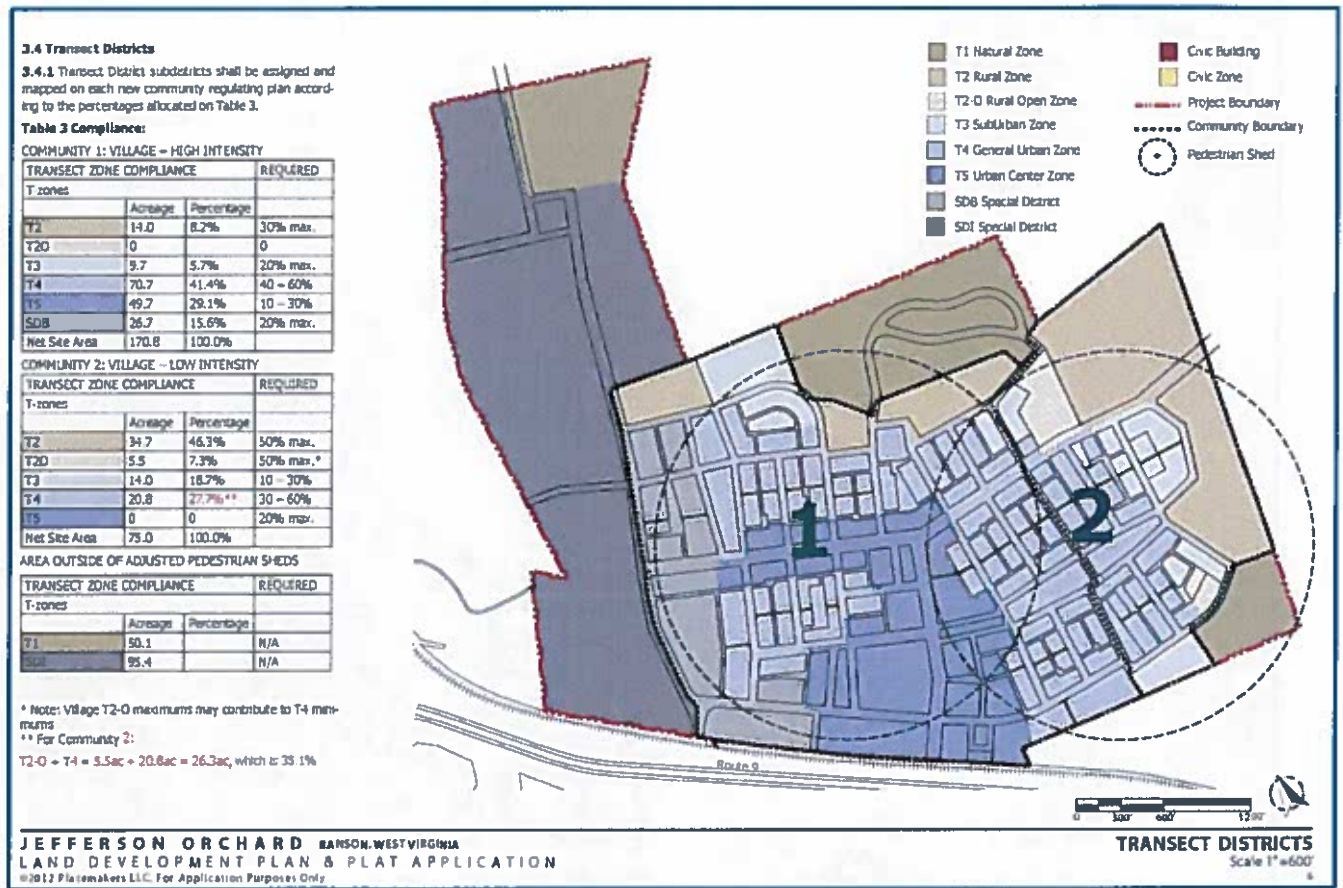 3.4 Transect Districts
3.4.1 Transect District subdistricts shall be assigned and
mapped on each new community regulating plan accord-
ing to the percentages allocated on Table 3.
Table 3 Compliance:
COMMUNITY 1: VILLAGE – HIGH INTENSITY
TRANSECT ZONE COMPLIANCE REQUIRED
T zones
Acreage Percentage
T2 14.0 8.2% 30% max.
T2O 0 0
T3 9.7 5.7% 20% max.
T4 70.7 41.4% 40 – 60%
T5 49.7 29.1% 10 – 30%
SDB 26.7 15.6% 20% max.
Net Site Area 170.8 100.0%
COMMUNITY 2: VILLAGE – LOW INTENSITY
TRANSECT ZONE COMPLIANCE REQUIRED
T-zones
Acreage Percentage
T2 34.7 46.3% 50% max.
T2O 5.5 7.3% 50% max.*
T3 14.0 18.7% 10 – 30%
T4 20.8 27.7%** 30 – 60%
T5 0 0 20% max.
Net Site Area 75.0 100.0%
AREA OUTSIDE OF ADJUSTED PEDESTRIAN SHEDS
TRANSECT ZONE COMPLIANCE REQUIRED
T-zones
Acreage Percentage
T1 50.1 N/A
SDI 95.4 N/A
* Note: Village T2-O maximums may contribute to T4 mini-
mums
** For Community 2:
T2-O + T4 = 5.5ac + 20.8ac = 26.3ac, which is 35.1%
T1 Natural Zone
T2 Rural Zone
T2-O Rural Open Zone
T3 SubUrban Zone
T4 General Urban Zone
T5 Urban Center Zone
SDB Special District
SDI Special District
Civic Building
Civic Zone
Project Boundary
Community Boundary
Pedestrian Shed
1
2
Route 9
0 300' 600' 1200'
JEFFERSON ORCHARD RANSON, WEST VIRGINIA
LAND DEVELOPMENT PLAN & PLAT APPLICATION
©2012 Placemakers LLC. For Application Purposes Only
TRANSECT DISTRICTS
Scale 1"=600'
6